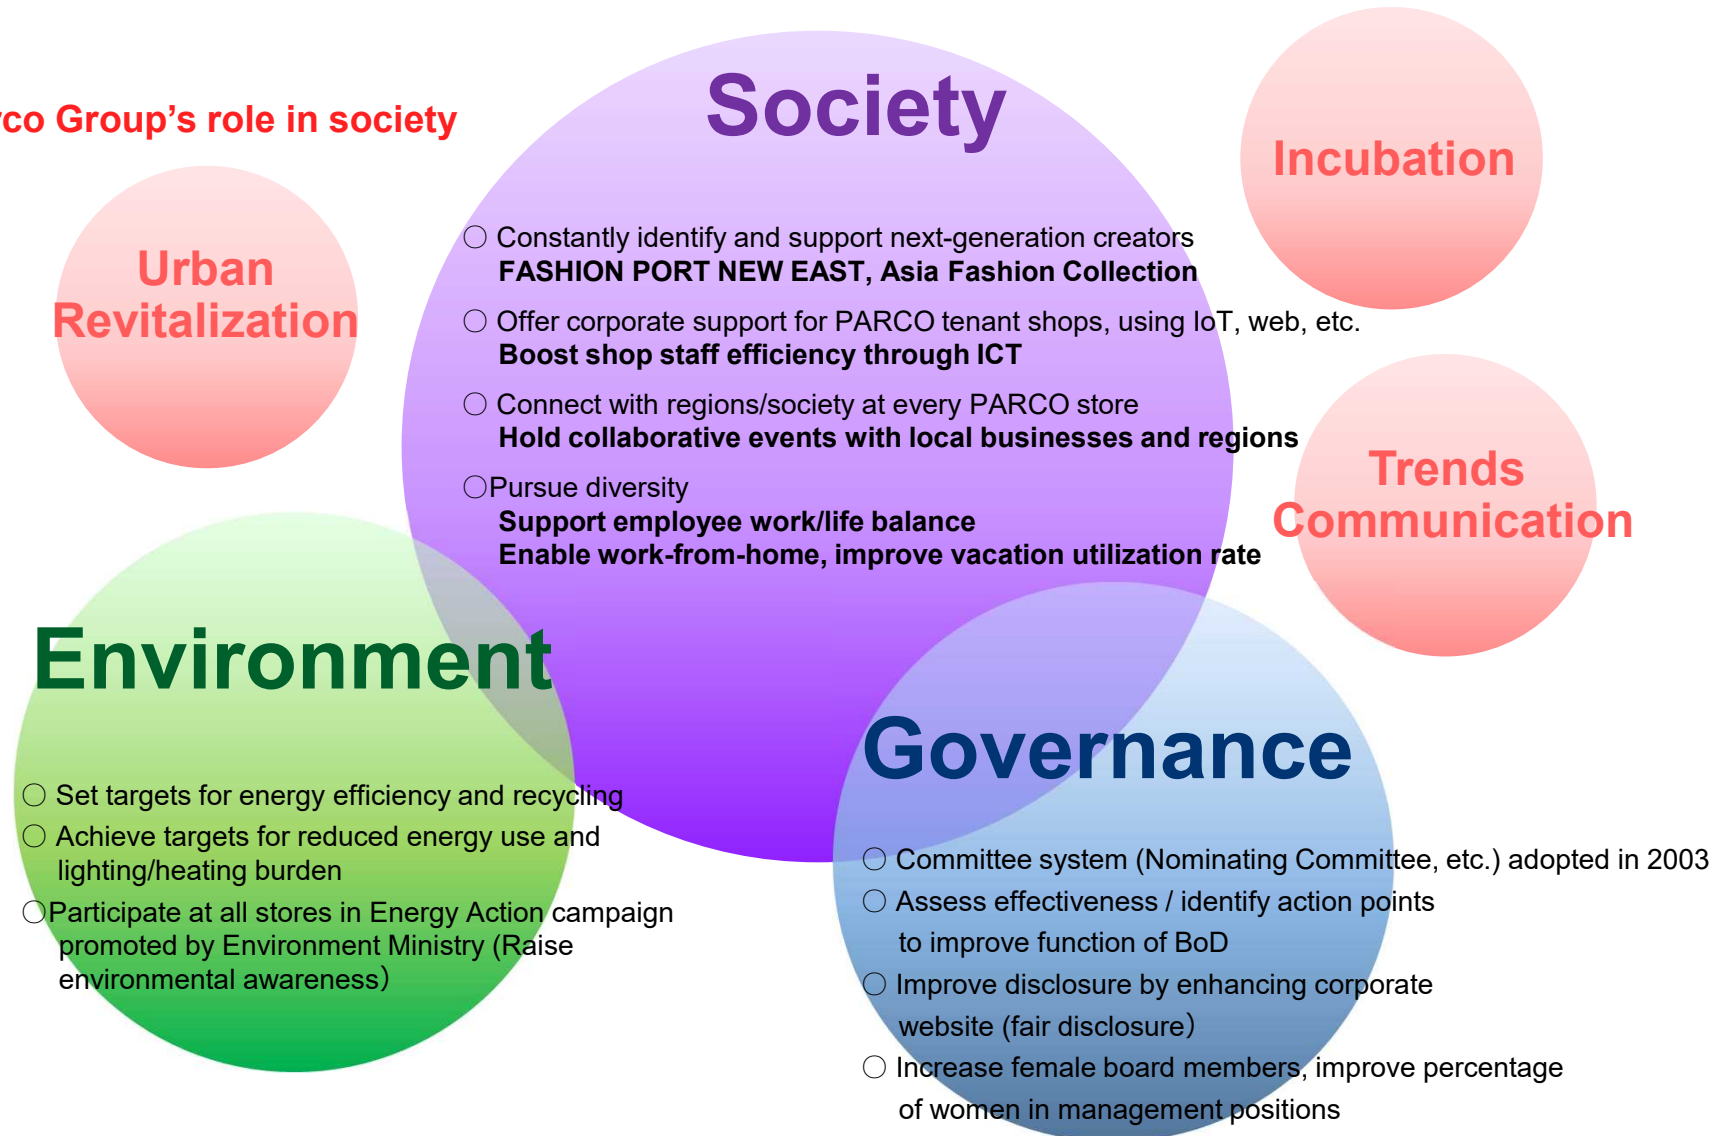 rco Group’s role in society
Society
Incubation
Urban
Revitalization
○ Constantly identify and support next-generation creators
FASHION PORT NEW EAST, Asia Fashion Collection
○ Offer corporate support for PARCO tenant shops, using IoT, web, etc.
Boost shop staff efficiency through ICT
○ Connect with regions/society at every PARCO store
Hold collaborative events with local businesses and regions
○Pursue diversity
Support employee work/life balance
Enable work-from-home, improve vacation utilization rate
Trends
Communication
Environment
○ Set targets for energy efficiency and recycling
○ Achieve targets for reduced energy use and
lighting/heating burden
○Participate at all stores in Energy Action campaign
promoted by Environment Ministry (Raise
environmental awareness）
Governance
○ Committee system (Nominating Committee, etc.) adopted in 2003
○ Assess effectiveness / identify action points
to improve function of BoD
○ Improve disclosure by enhancing corporate
website (fair disclosure）
○ Increase female board members, improve percentage
of women in management positions